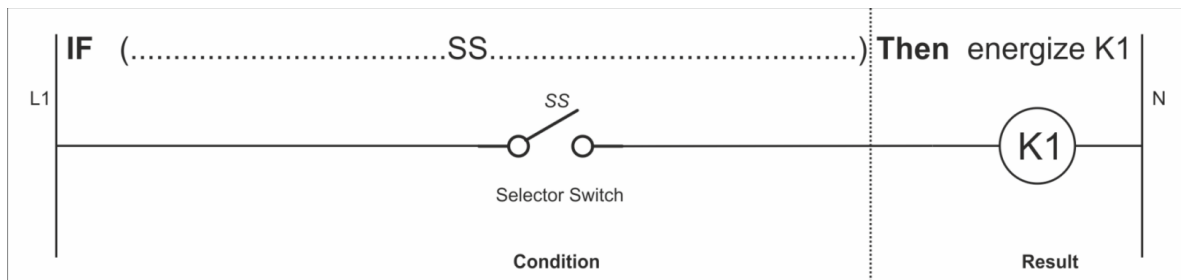 IF (......................................SS............................................) Then energize K1
L1
SS
N
K1
Selector Switch
Condition
Result